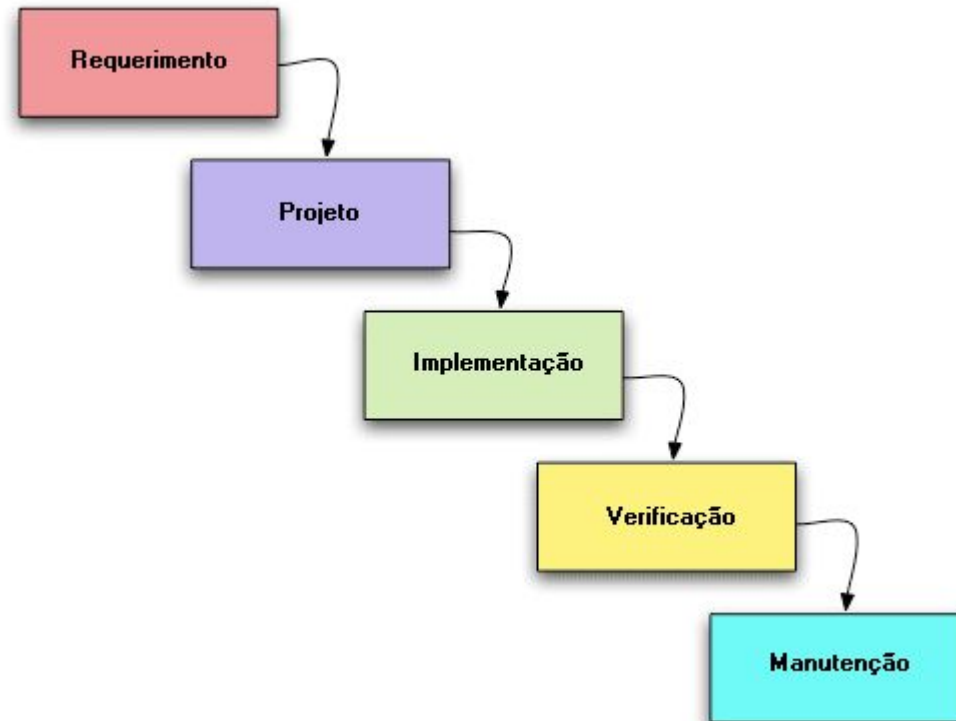 Requerimento
Projeto
Implementação
Verificação
Manutenção